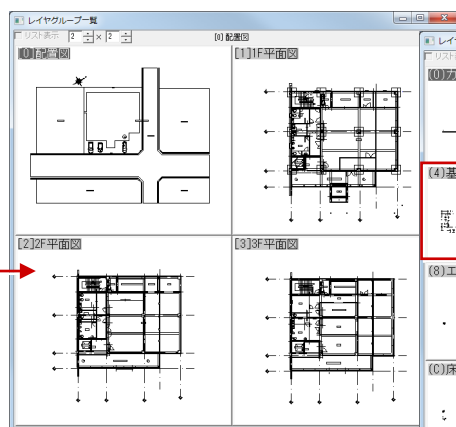 レイヤグループ一覧
リスト表示 2 × 2 [0] 配置図
[0]配置図
[1]1F平面図
[2]2F平面図
[3]3F平面図
レイ
リスト
(4)基
(8)エ
(C)床